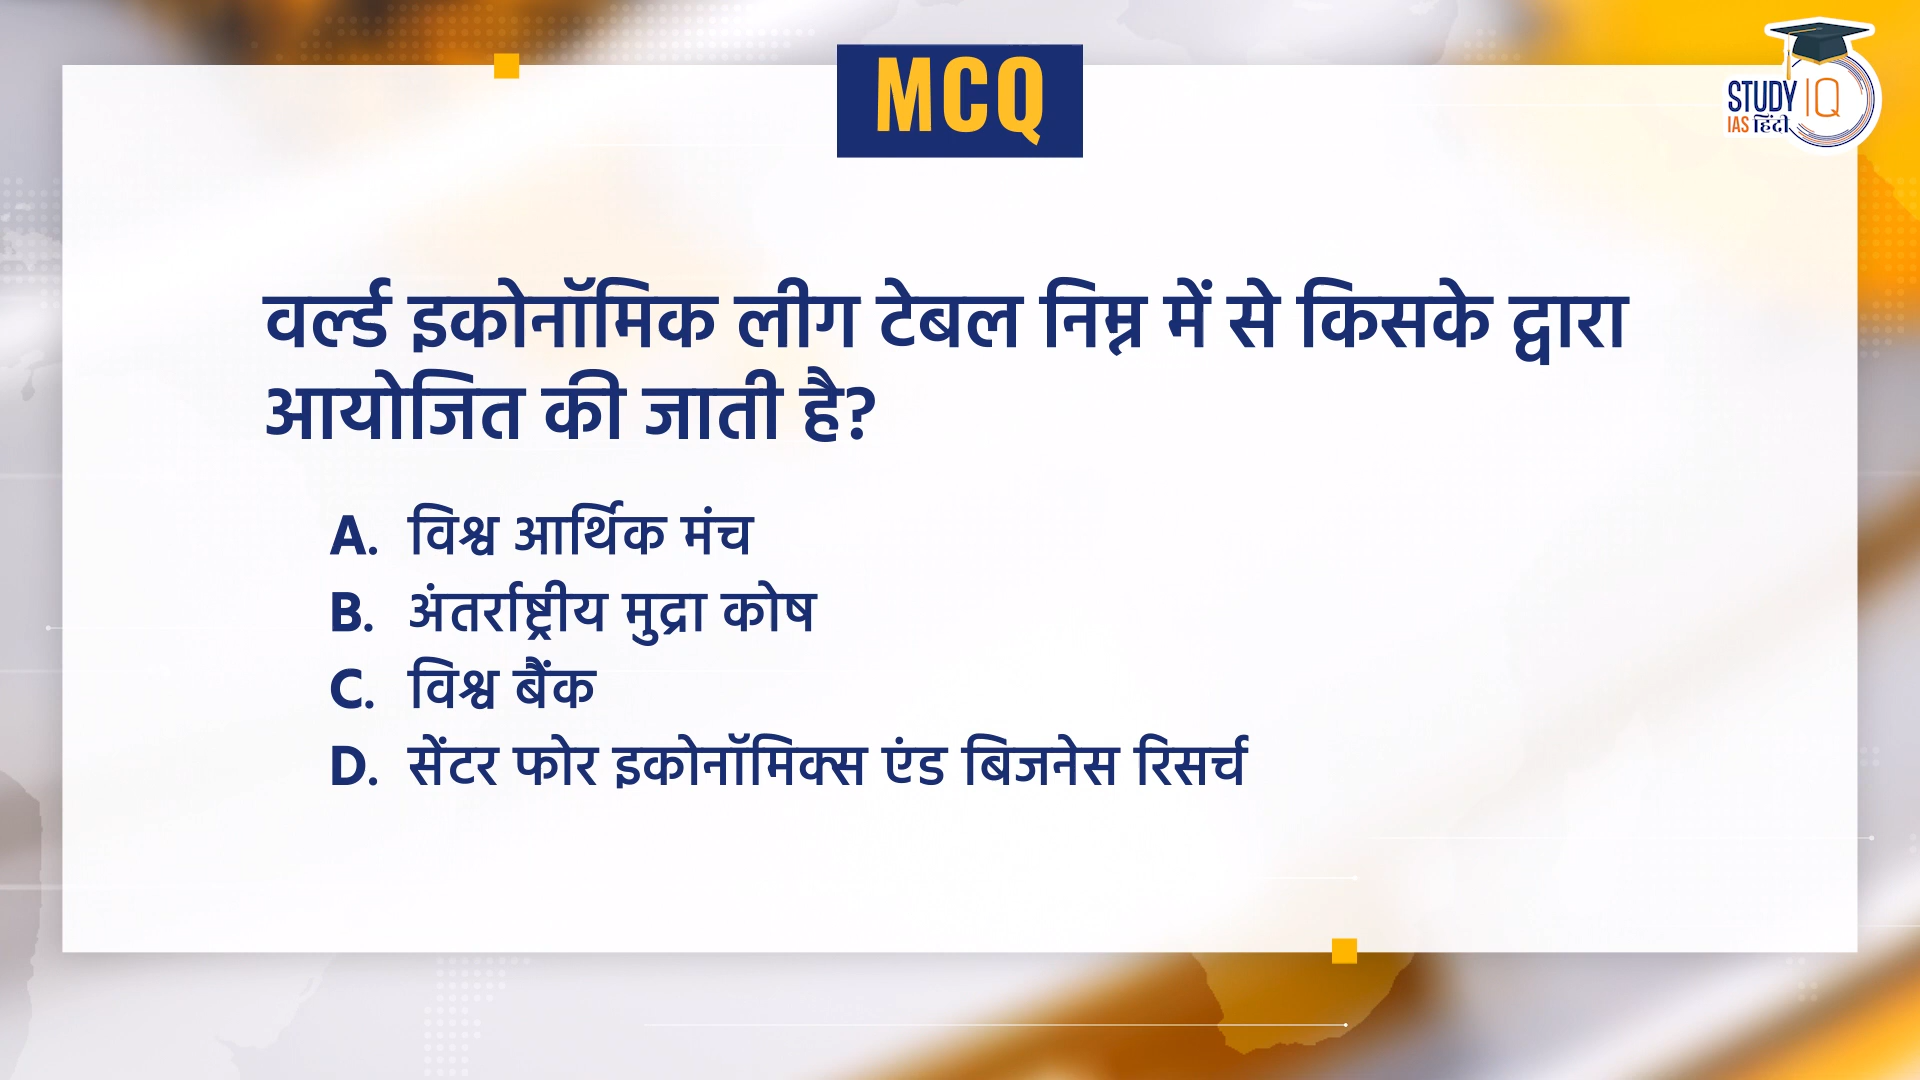 MCQ
STUDY IQ
IAS हिंदी
वर्ल्ड इकोनॉमिक लीग टेबल निम्न में से किसके द्वारा
आयोजित की जाती है?
A. विश्व आर्थिक मंच
B. अंतर्राष्ट्रीय मुद्रा कोष
C. विश्व बैंक
D. सेंटर फोर इकोनॉमिक्स एंड बिजनेस रिसर्च